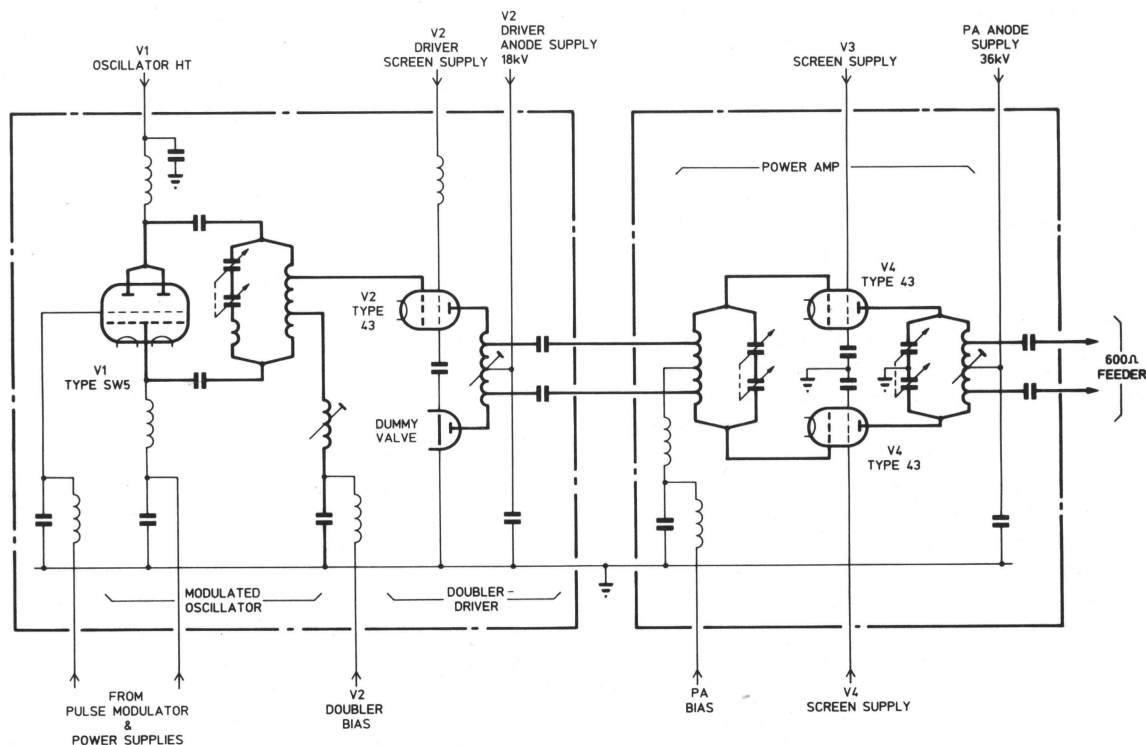 V1
OSCILLATOR HT
V2
DRIVER
SCREEN SUPPLY
V2
DRIVER
ANODE SUPPLY
18kV
V3
SCREEN SUPPLY
PA ANODE
SUPPLY
36kV
POWER AMP
V1
TYPE SW5
V2
TYPE
43
DUMMY
VALVE
V4
TYPE 43
V4
TYPE 43
600Ω
FEEDER
MODULATED
OSCILLATOR
DOUBLER -
DRIVER
FROM
PULSE MODULATOR
&
POWER SUPPLIES
V2
DOUBLER
BIAS
PA
BIAS
V4
SCREEN SUPPLY